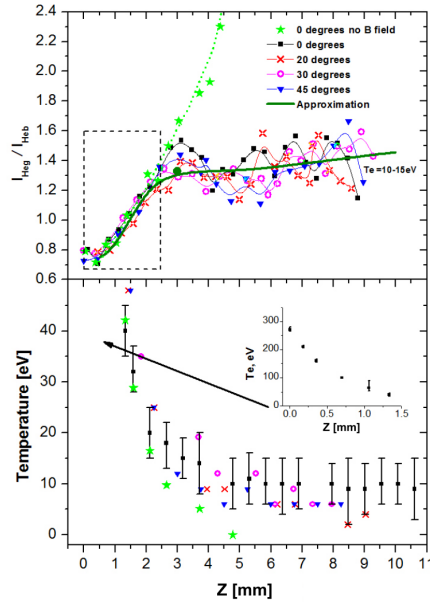 2.4
2.2
2.0
1.8
1.6
1.4
1.2
1.0
0.8
0.6
I Heα / I Heβ
0 degrees no B field
0 degrees
20 degrees
30 degrees
45 degrees
Approximation
Te =10-15eV
40
30
20
10
0
Temperature [eV]
300
200
100
0
Te, eV
0.0 0.5 1.0 1.5
Z [mm]
0 1 2 3 4 5 6 7 8 9 10 11
Z [mm]